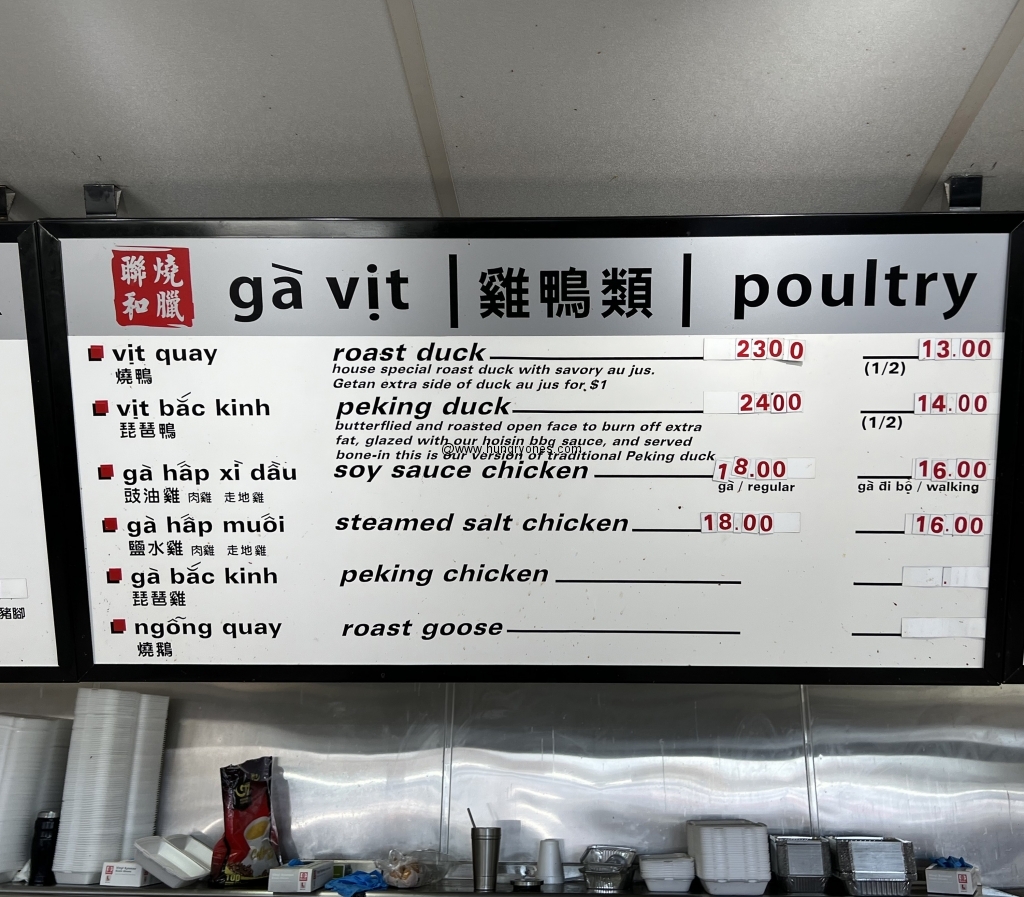 聯燒
和臘
gà vịt | 雞鴨類 | poultry
vịt quay roast duck 2300 13.00
燒鴨 house special roast duck with savory au jus. (1/2)
Getan extra side of duck au jus for $1
vịt bắc kinh peking duck 2400 14.00
琵琶鴨 butterflied and roasted open face to burn off extra (1/2)
fat, glazed with our hoisin bbq sauce, and served
bone-in this is our version of traditional Peking duck
@www.hungryones.com
gà hấp xì dầu soy sauce chicken 18.00 16.00
豉油雞 肉雞 走地雞 gà / regular gà đi bộ / walking
gà hấp muối steamed salt chicken 18.00 16.00
鹽水雞 肉雞 走地雞
gà bắc kinh peking chicken
琵琶雞
ngỗng quay roast goose
燒鵝
豬腳
G7